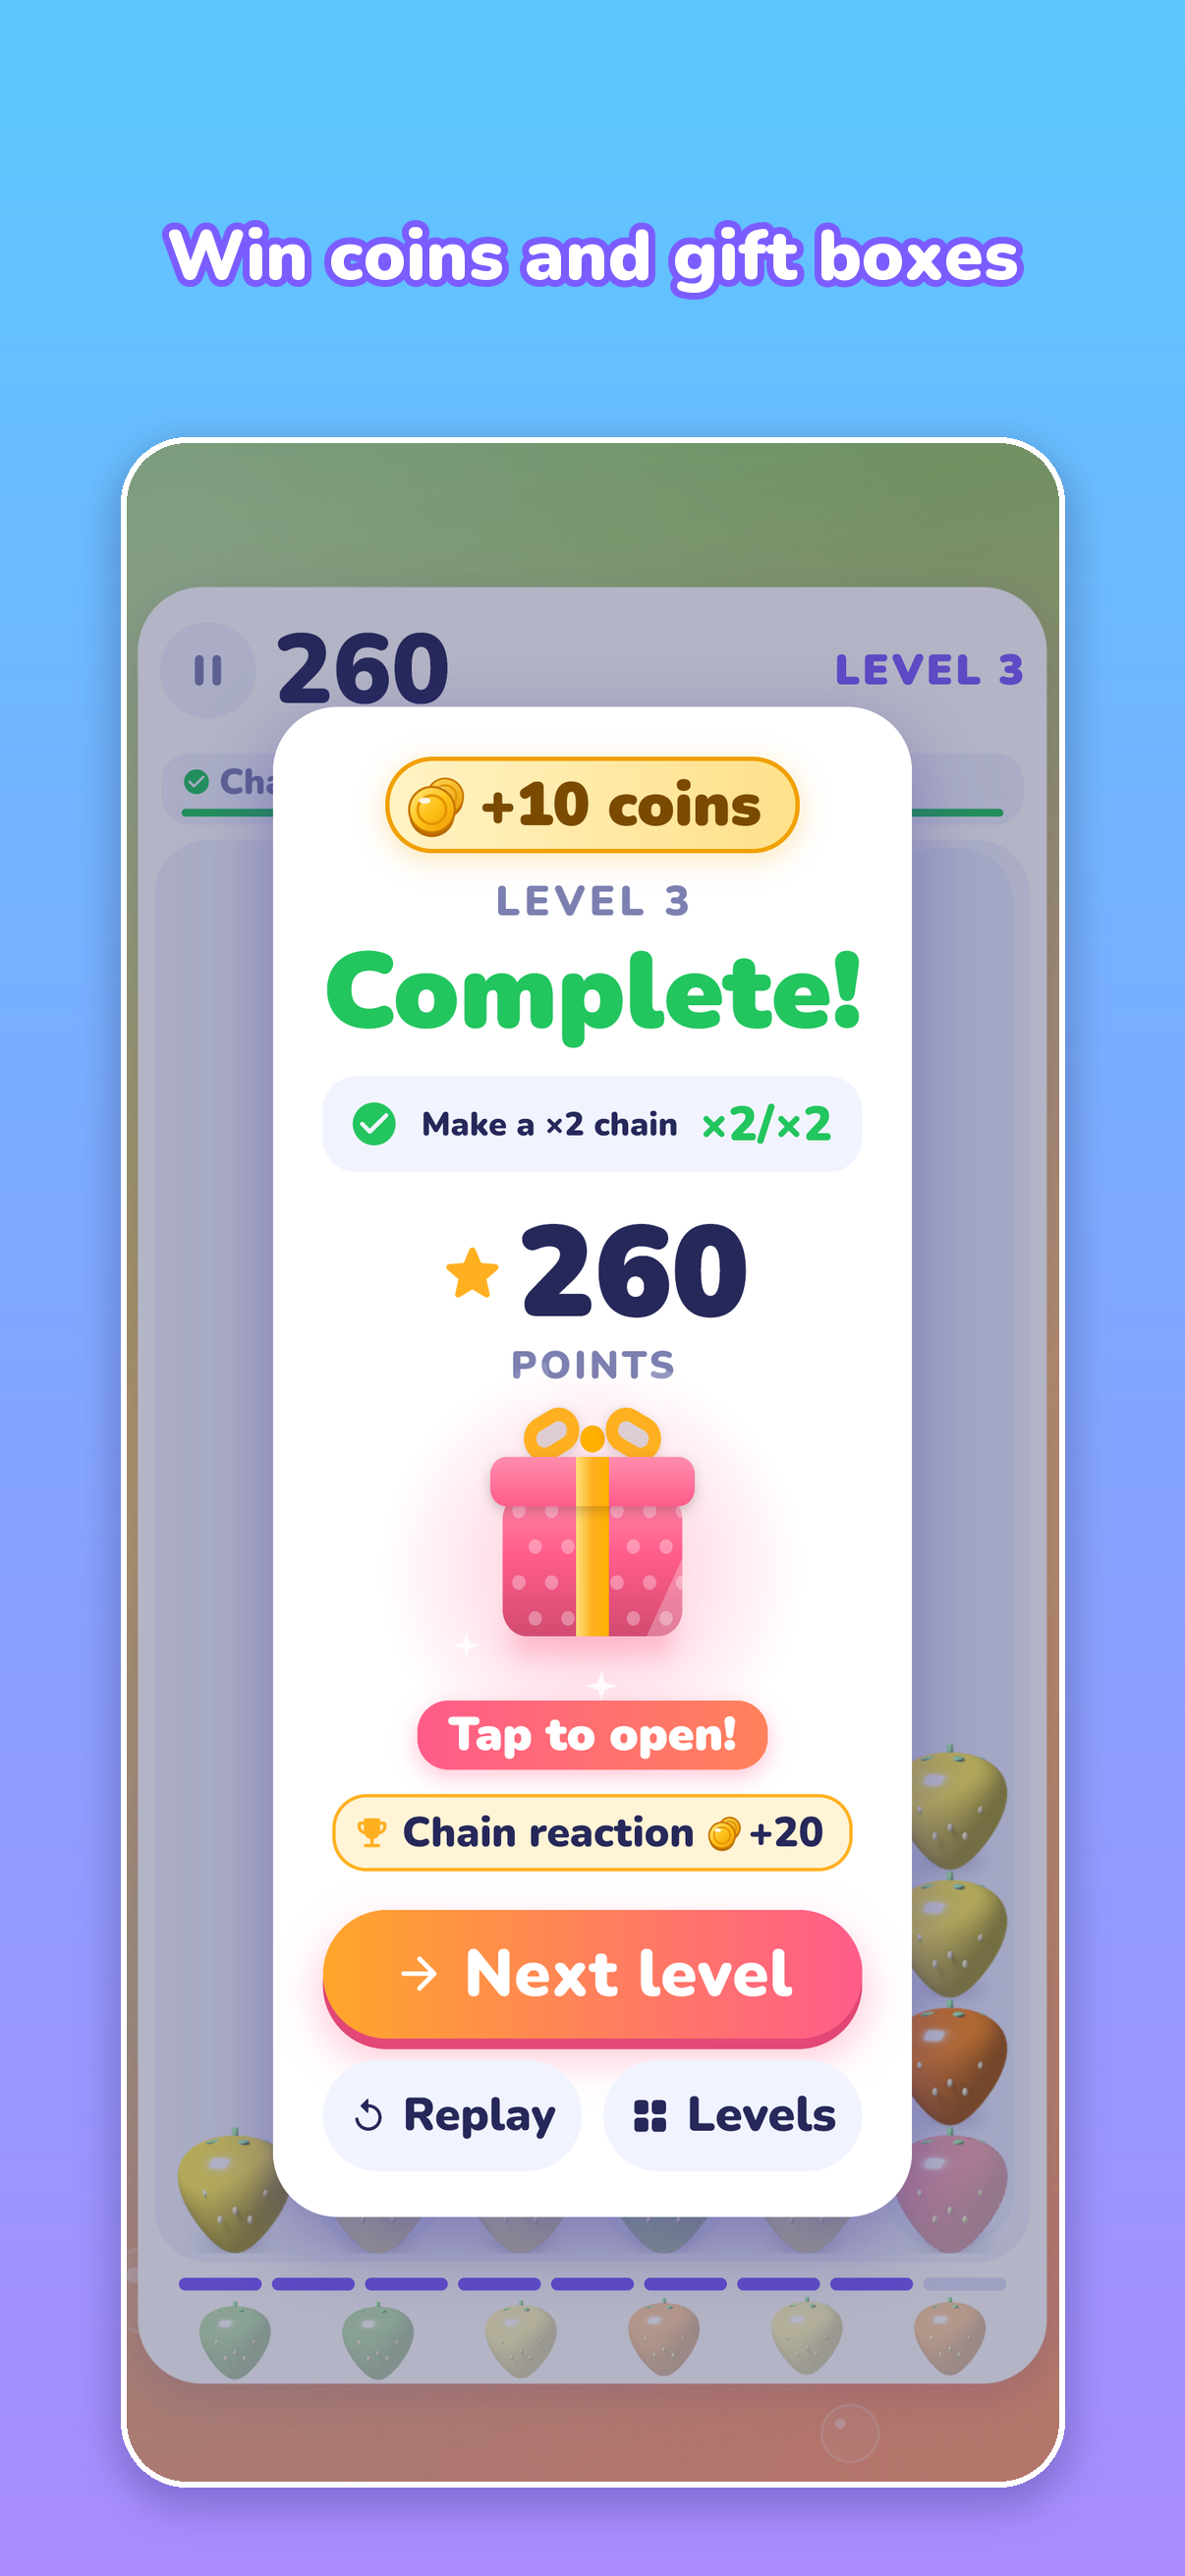 Win coins and gift boxes
260
LEVEL 3
Cha
+10 coins
LEVEL 3
Complete!
Make a ×2 chain ×2/×2
260
POINTS
Tap to open!
Chain reaction +20
Next level
Replay
Levels